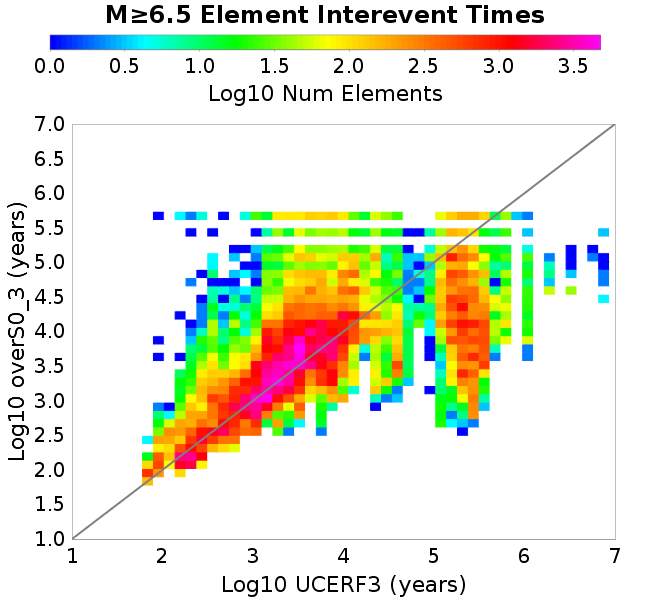 M≥6.5 Element Interevent Times
0.0 0.5 1.0 1.5 2.0 2.5 3.0 3.5
Log10 Num Elements
7.0
6.5
6.0
5.5
5.0
4.5
4.0
3.5
3.0
2.5
2.0
1.5
1.0
Log10 overS0_3 (years)
1 2 3 4 5 6 7
Log10 UCERF3 (years)